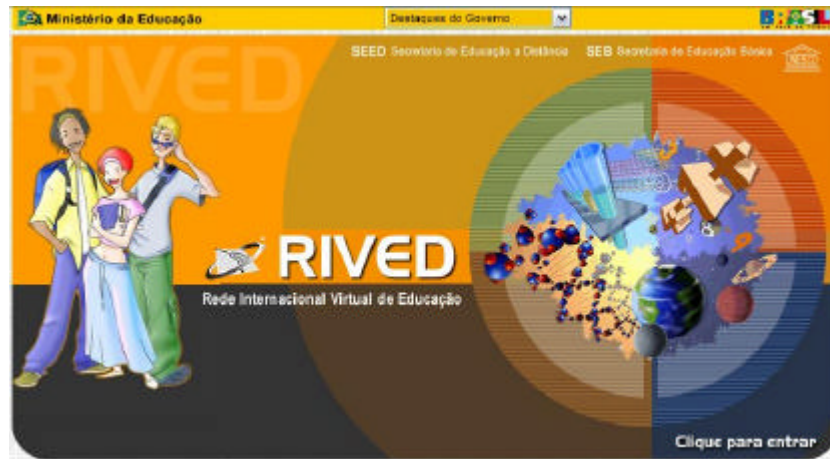 Ministério da Educação
Destaques do Governo
BRASIL
SEED Secretaria de Educação a Distância
SEB Secretaria de Educação Básica
RIVED
RIVED
Rede Internacional Virtual de Educação
Clique para entrar